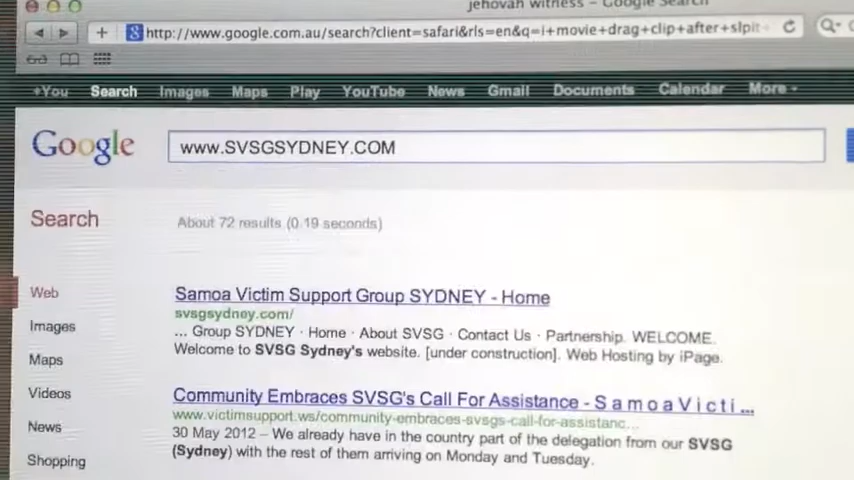 jehovah witness - Google Search
http://www.google.com.au/search?client=safari&rls=en&q=i+movie+drag+clip+after+slpit-
+You Search Images Maps Play YouTube News Gmail Documents Calendar More
Google www.SVSGSYDNEY.COM
Search About 72 results (0.19 seconds)
Web
Images
Maps
Videos
News
Shopping
Samoa Victim Support Group SYDNEY - Home
svsgsydney.com/
... Group SYDNEY · Home · About SVSG · Contact Us · Partnership. WELCOME.
Welcome to SVSG Sydney's website. [under construction]. Web Hosting by iPage.
Community Embraces SVSG's Call For Assistance - S a m o a V i c t i ...
www.victimsupport.ws/community-embraces-svsgs-call-for-assistanc...
30 May 2012 – We already have in the country part of the delegation from our SVSG
(Sydney) with the rest of them arriving on Monday and Tuesday.